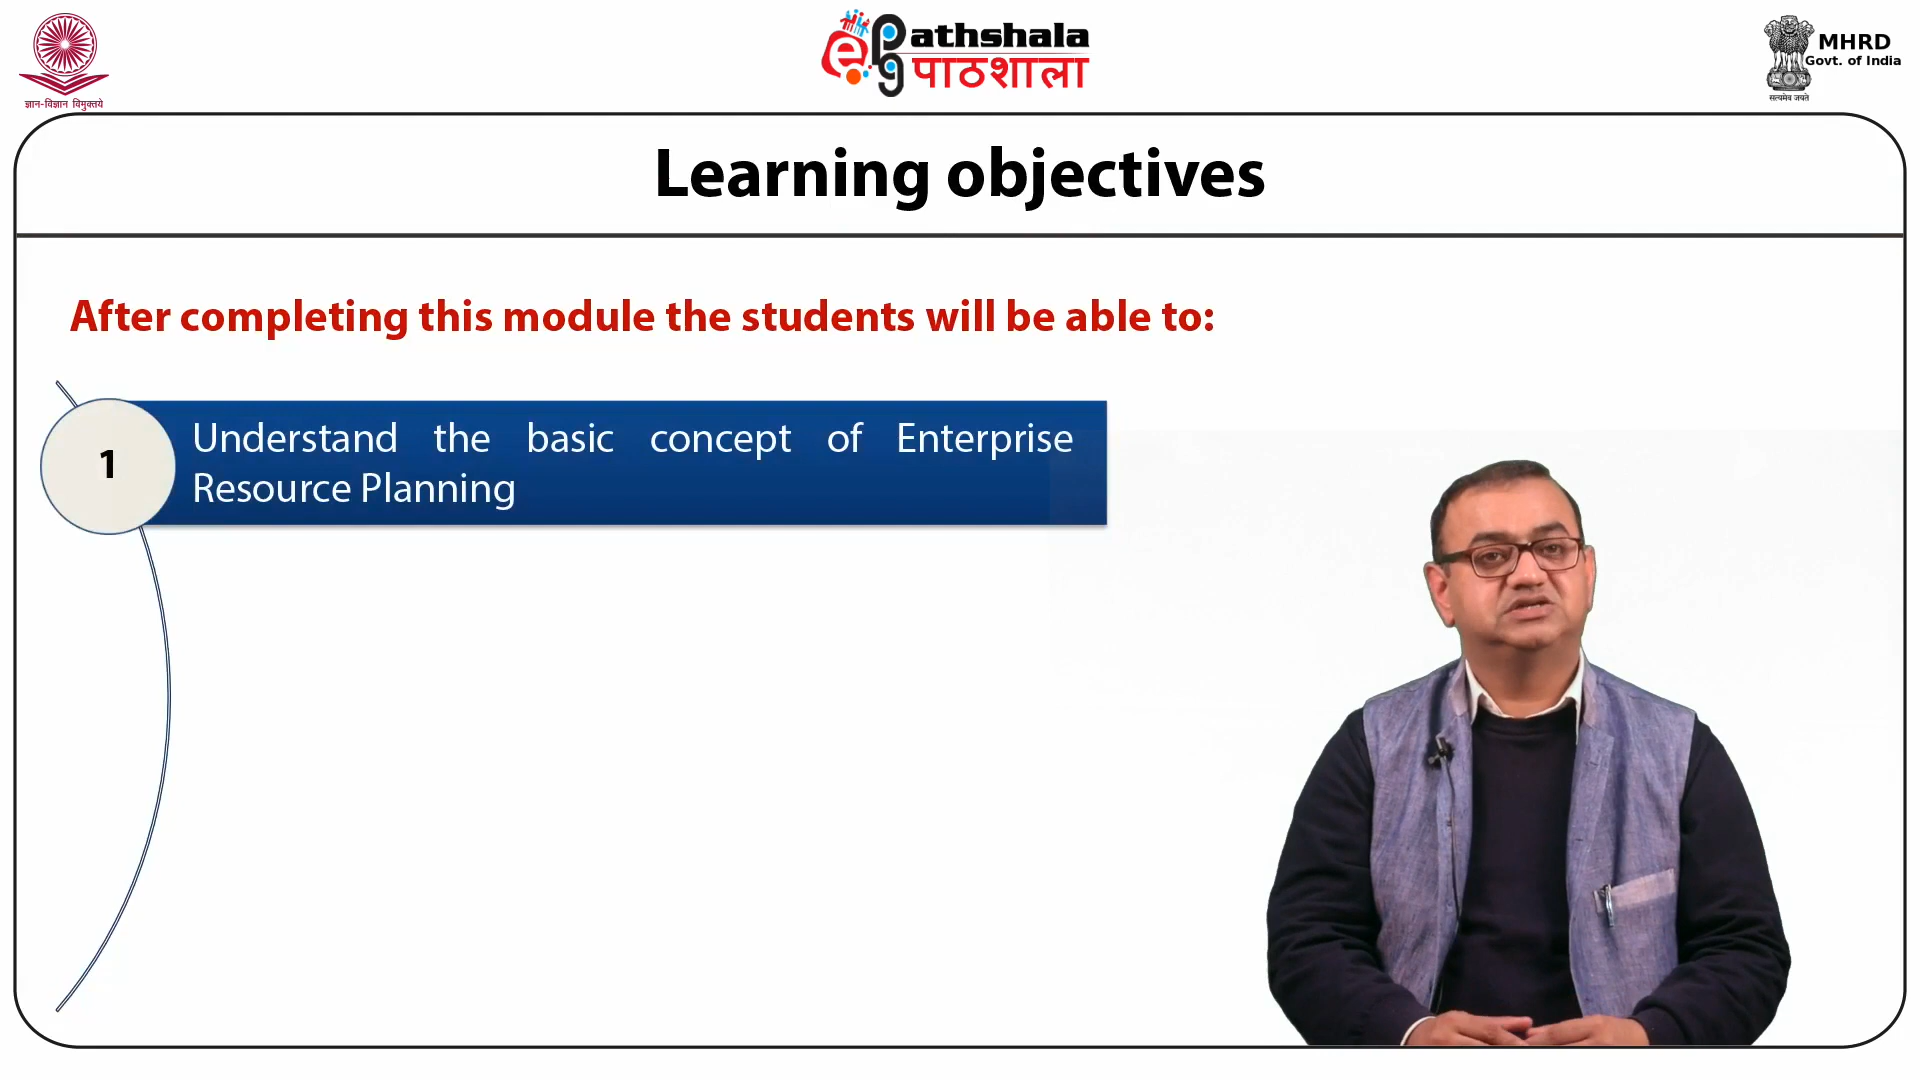 ज्ञान-विज्ञान विमुक्तये
ePathshala
पाठशाला
MHRD
Govt. of India
सत्यमेव जयते
Learning objectives
After completing this module the students will be able to:
1
Understand the basic concept of Enterprise
Resource Planning